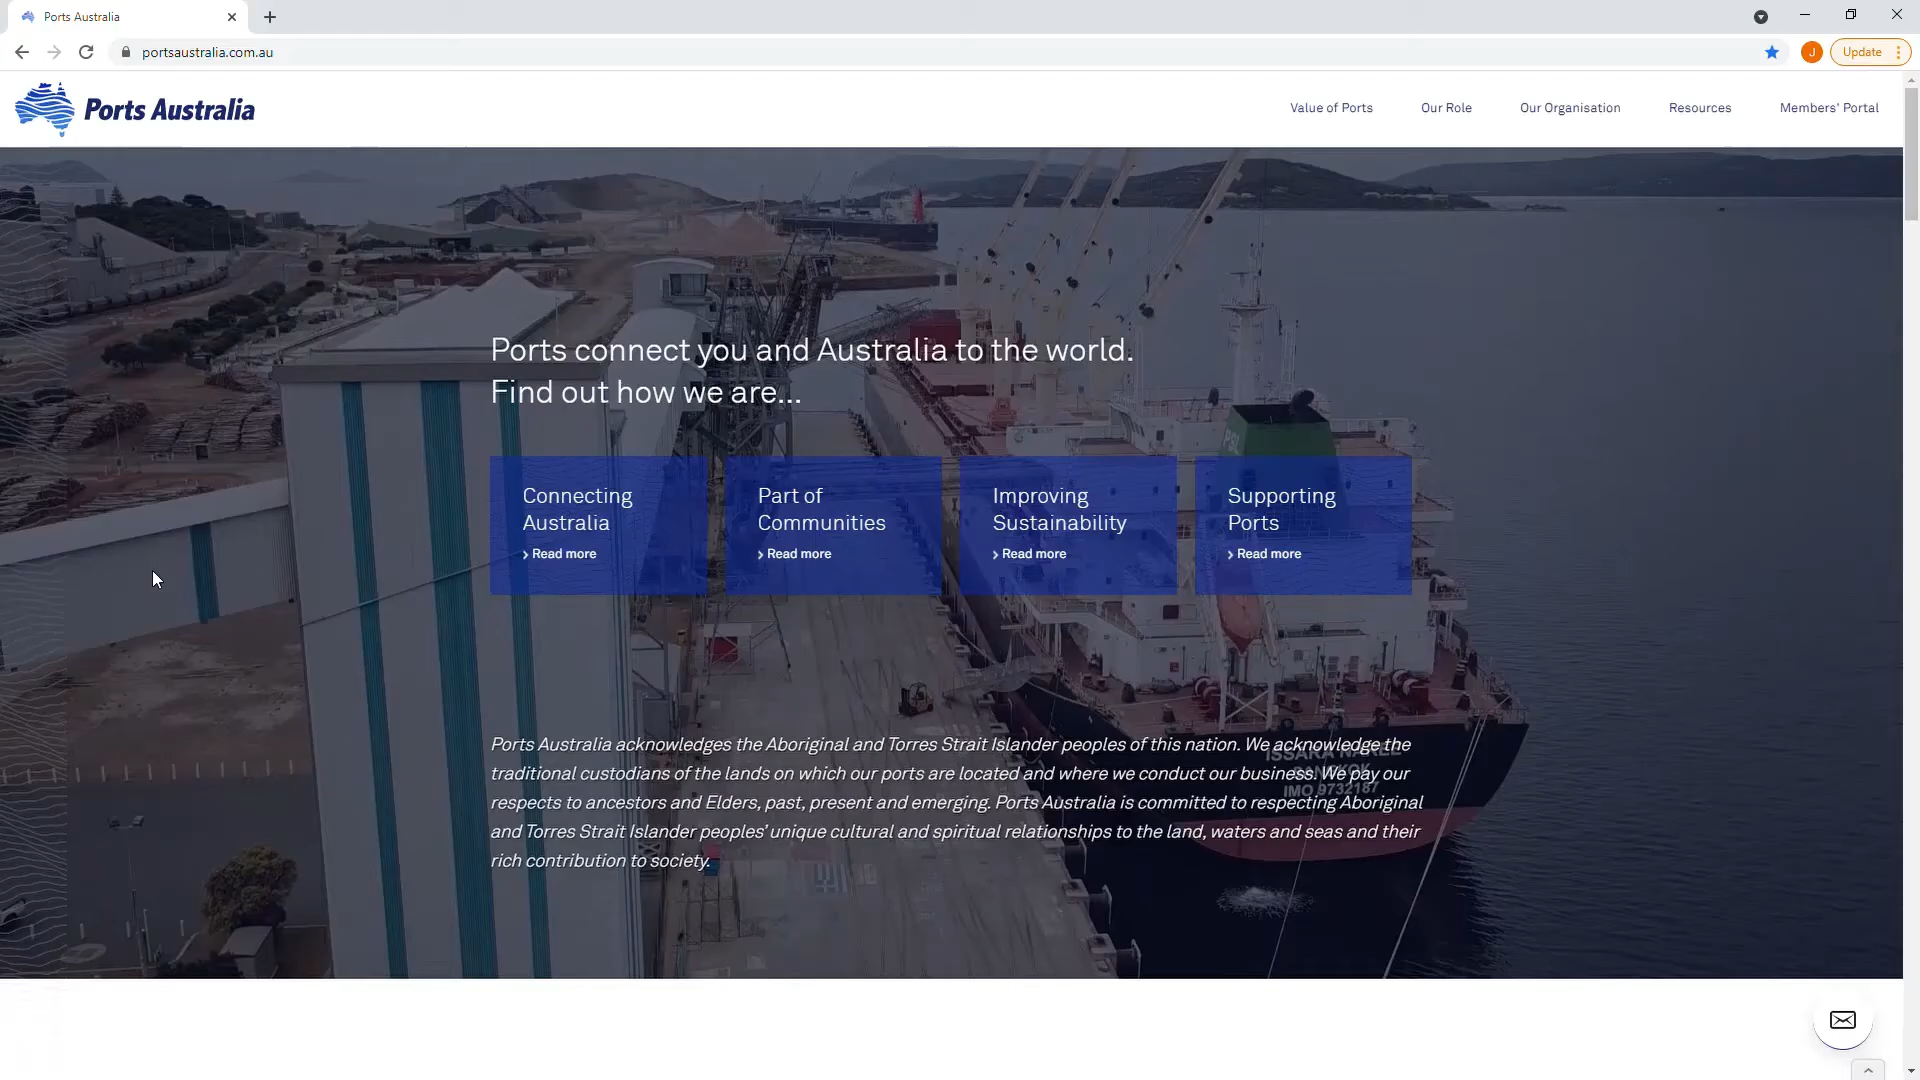 Ports Australia
portsaustralia.com.au
J
Update
Ports Australia
Value of Ports
Our Role
Our Organisation
Resources
Members' Portal
Ports connect you and Australia to the world.
Find out how we are...
Connecting
Australia
Read more
Part of
Communities
Read more
Improving
Sustainability
Read more
Supporting
Ports
Read more
PSL
Ports Australia acknowledges the Aboriginal and Torres Strait Islander peoples of this nation. We acknowledge the
traditional custodians of the lands on which our ports are located and where we conduct our business. We pay our
respects to ancestors and Elders, past, present and emerging. Ports Australia is committed to respecting Aboriginal
and Torres Strait Islander peoples' unique cultural and spiritual relationships to the land, waters and seas and their
rich contribution to society.
ISSARA NAREE
BANGKOK
IMO 9732187